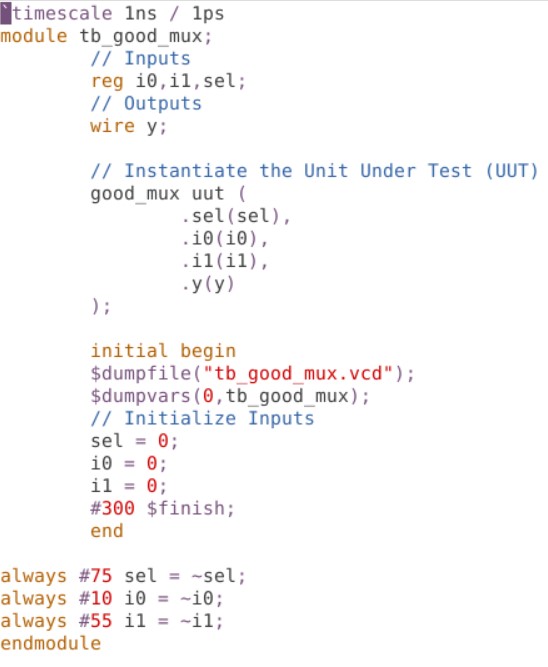 `timescale 1ns / 1ps
module tb_good_mux;
        // Inputs
        reg i0,i1,sel;
        // Outputs
        wire y;

        // Instantiate the Unit Under Test (UUT)
        good_mux uut (
                .sel(sel),
                .i0(i0),
                .i1(i1),
                .y(y)
        );

        initial begin
        $dumpfile("tb_good_mux.vcd");
        $dumpvars(0,tb_good_mux);
        // Initialize Inputs
        sel = 0;
        i0 = 0;
        i1 = 0;
        #300 $finish;
        end

always #75 sel = ~sel;
always #10 i0 = ~i0;
always #55 i1 = ~i1;
endmodule